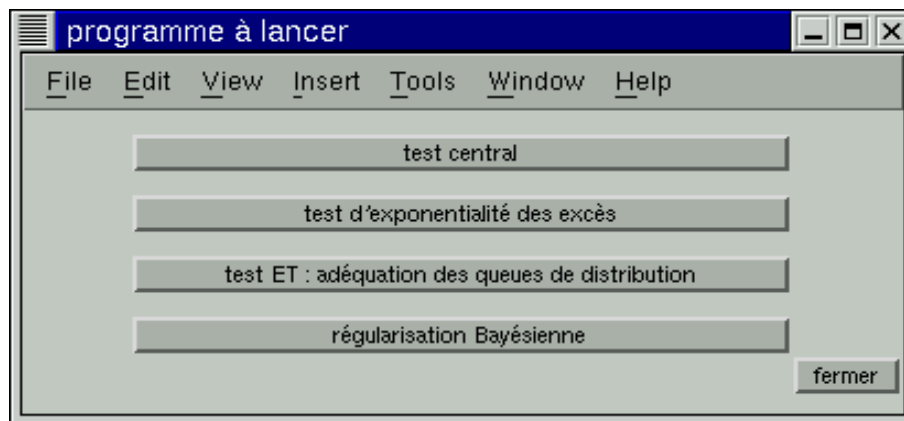 programme à lancer
File Edit View Insert Tools Window Help
test central
test d'exponentialité des excès
test ET : adéquation des queues de distribution
régularisation Bayésienne
fermer